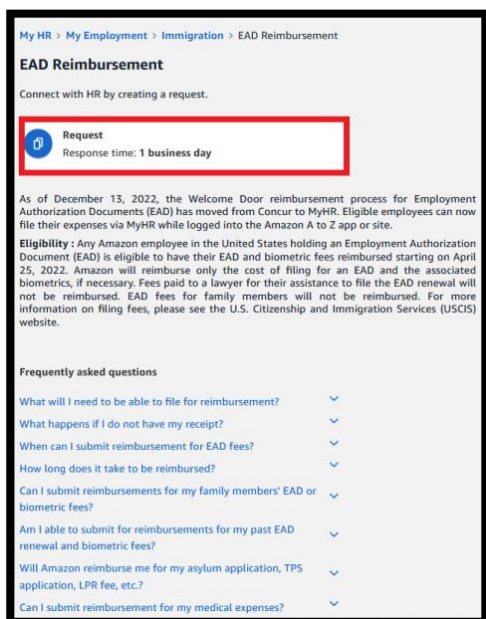 My HR > My Employment > Immigration > EAD Reimbursement
EAD Reimbursement
Connect with HR by creating a request.
Request
Response time: 1 business day
As of December 13, 2022, the Welcome Door reimbursement process for Employment
Authorization Documents (EAD) has moved from Concur to MyHR. Eligible employees can now
file their expenses via MyHR while logged into the Amazon A to Z app or site.
Eligibility : Any Amazon employee in the United States holding an Employment Authorization
Document (EAD) is eligible to have their EAD and biometric fees reimbursed starting on April
25, 2022. Amazon will reimburse only the cost of filing for an EAD and the associated
biometrics, if necessary. Fees paid to a lawyer for their assistance to file the EAD renewal will
not be reimbursed. EAD fees for family members will not be reimbursed. For more
information on filing fees, please see the U.S. Citizenship and Immigration Services (USCIS)
website.
Frequently asked questions
What will I need to be able to file for reimbursement?
What happens if I do not have my receipt?
When can I submit reimbursement for EAD fees?
How long does it take to be reimbursed?
Can I submit reimbursements for my family members' EAD or
biometric fees?
Am I able to submit for reimbursements for my past EAD
renewal and biometric fees?
Will Amazon reimburse me for my asylum application, TPS
application, LPR fee, etc.?
Can I submit reimbursement for my medical expenses?